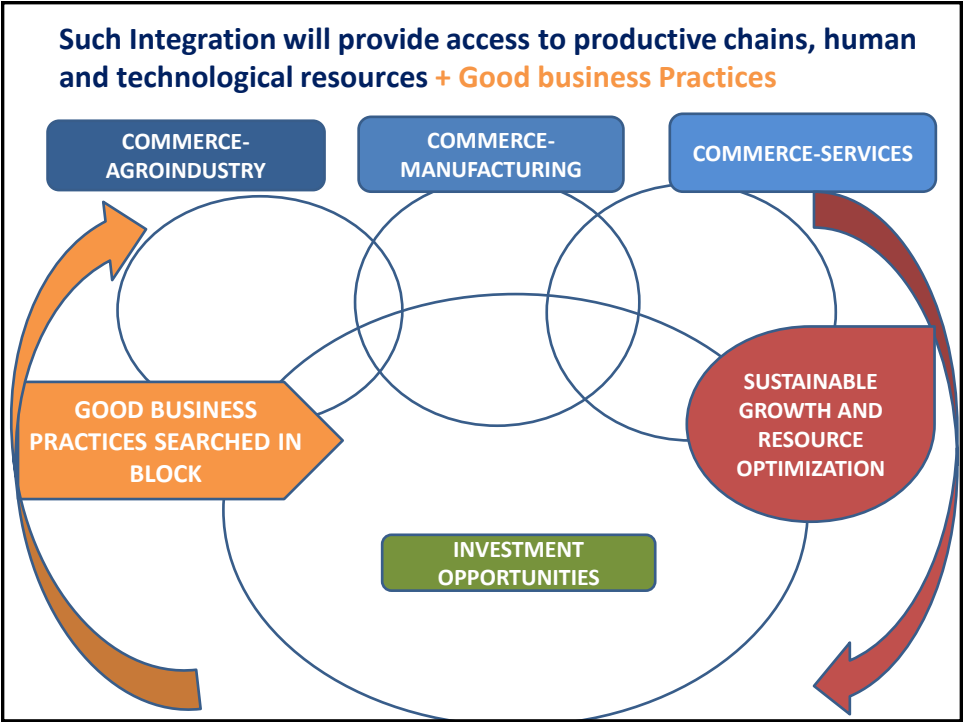 Such Integration will provide access to productive chains, human
and technological resources + Good business Practices
COMMERCE-
AGROINDUSTRY
COMMERCE-
MANUFACTURING
COMMERCE-SERVICES
GOOD BUSINESS
PRACTICES SEARCHED IN
BLOCK
SUSTAINABLE
GROWTH AND
RESOURCE
OPTIMIZATION
INVESTMENT
OPPORTUNITIES